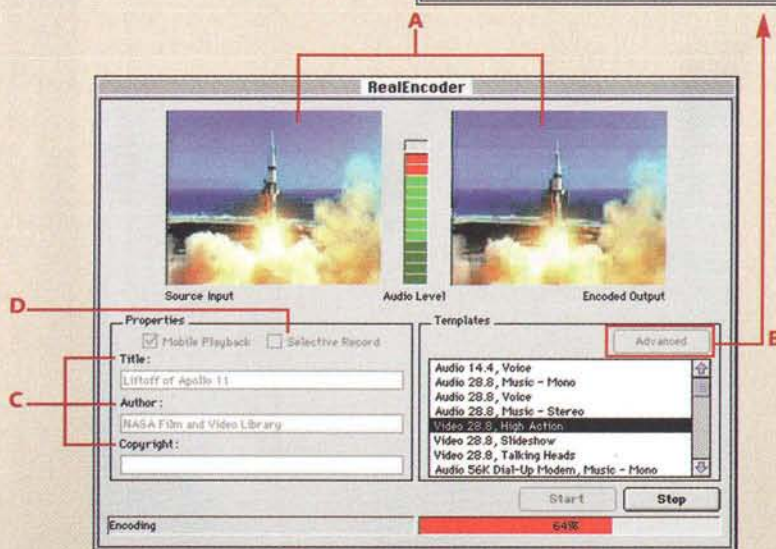 A
RealEncoder
Source Input
Audio Level
Encoded Output
D
Properties
Mobile Playback
Selective Record
Templates
Advanced
Title:
Liftoff of Apollo 11
C
Author:
NASA Film and Video Library
Copyright:
Audio 14.4, Voice
Audio 28.8, Music - Mono
Audio 28.8, Voice
Audio 28.8, Music - Stereo
Video 28.8, High Action
Video 28.8, Slideshow
Video 28.8, Talking Heads
Audio 56K Dial-Up Modem, Music - Mono
Start
Stop
Encoding
64%